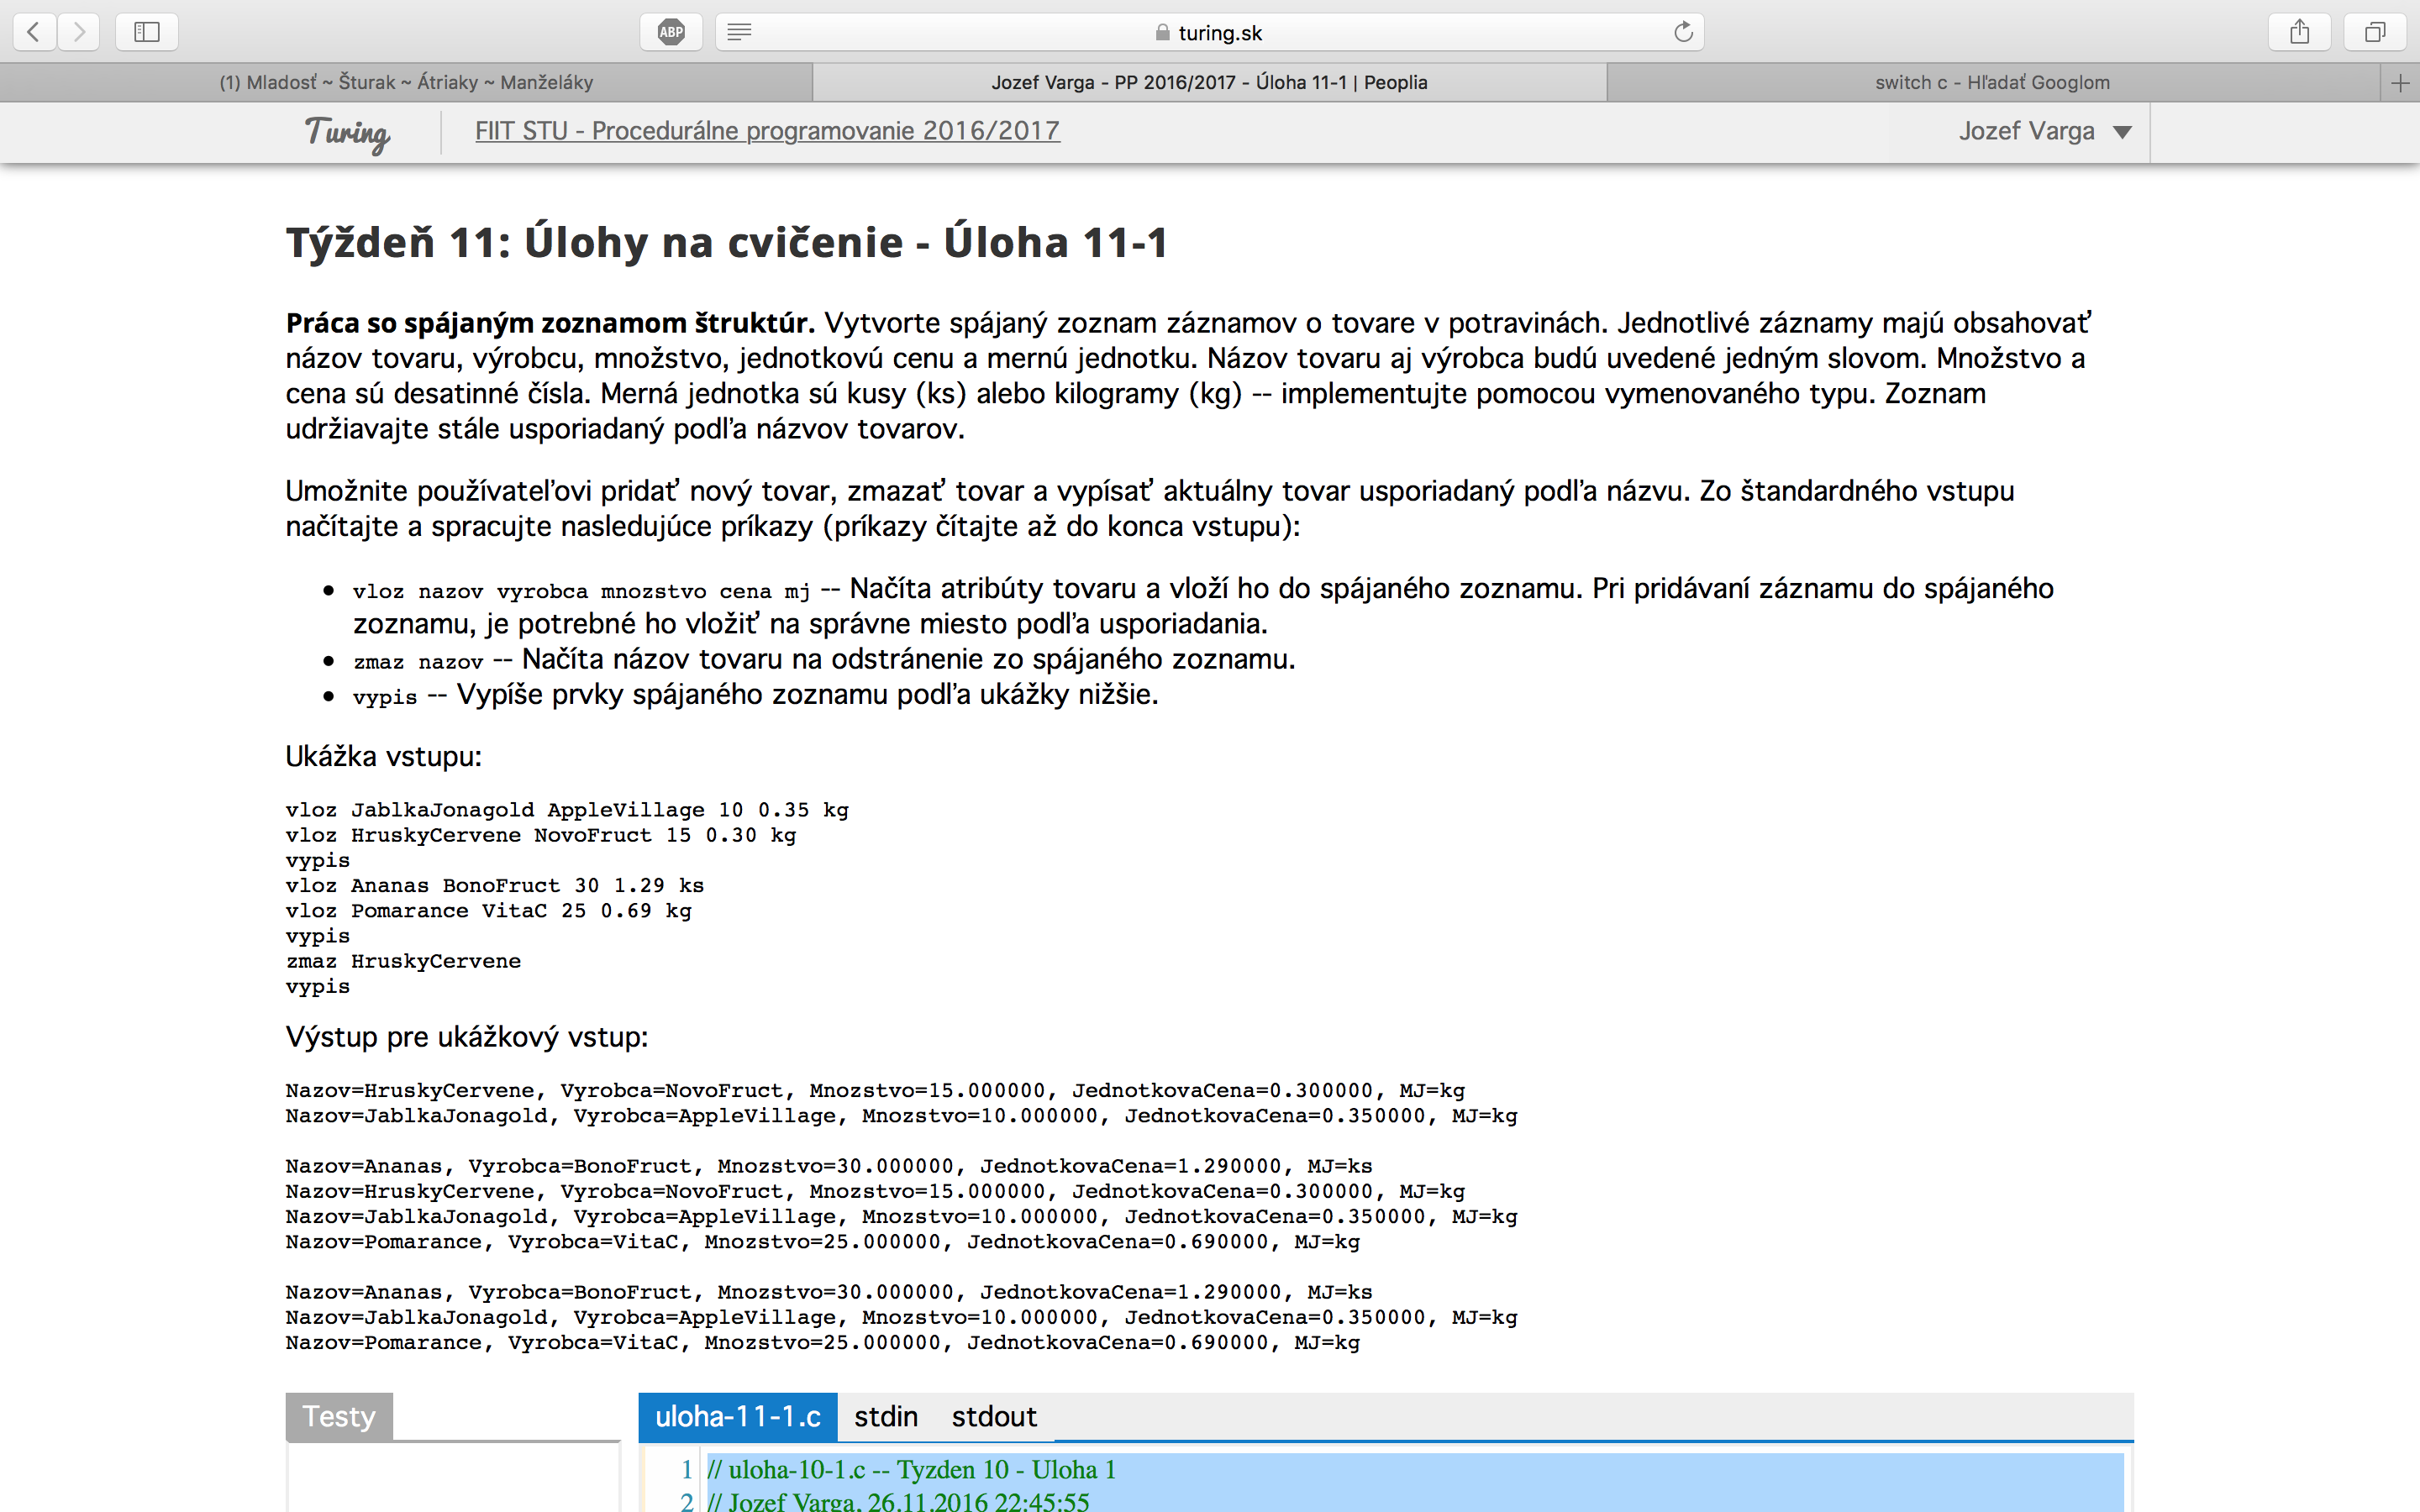 ABP
turing.sk
(1) Mladosť ~ Šturak ~ Átriaky ~ Manželáky
Jozef Varga - PP 2016/2017 - Úloha 11-1 | Peoplia
switch c - Hľadať Googlom
Turing
FIIT STU - Procedurálne programovanie 2016/2017
Jozef Varga
Týždeň 11: Úlohy na cvičenie - Úloha 11-1
Práca so spájaným zoznamom štruktúr. Vytvorte spájaný zoznam záznamov o tovare v potravinách. Jednotlivé záznamy majú obsahovať
názov tovaru, výrobcu, množstvo, jednotkovú cenu a mernú jednotku. Názov tovaru aj výrobca budú uvedené jedným slovom. Množstvo a
cena sú desatinné čísla. Merná jednotka sú kusy (ks) alebo kilogramy (kg) -- implementujte pomocou vymenovaného typu. Zoznam
udržiavajte stále usporiadaný podľa názvov tovarov.
Umožnite používateľovi pridať nový tovar, zmazať tovar a vypísať aktuálny tovar usporiadaný podľa názvu. Zo štandardného vstupu
načítajte a spracujte nasledujúce príkazy (príkazy čítajte až do konca vstupu):
• vloz nazov vyrobca mnozstvo cena mj -- Načíta atribúty tovaru a vloží ho do spájaného zoznamu. Pri pridávaní záznamu do spájaného
zoznamu, je potrebné ho vložiť na správne miesto podľa usporiadania.
• zmaz nazov -- Načíta názov tovaru na odstránenie zo spájaného zoznamu.
• vypis -- Vypíše prvky spájaného zoznamu podľa ukážky nižšie.
Ukážka vstupu:
vloz JablkaJonagold AppleVillage 10 0.35 kg
vloz HruskyCervene NovoFruct 15 0.30 kg
vypis
vloz Ananas BonoFruct 30 1.29 ks
vloz Pomarance VitaC 25 0.69 kg
vypis
zmaz HruskyCervene
vypis
Výstup pre ukážkový vstup:
Nazov=HruskyCervene, Vyrobca=NovoFruct, Mnozstvo=15.000000, JednotkovaCena=0.300000, MJ=kg
Nazov=JablkaJonagold, Vyrobca=AppleVillage, Mnozstvo=10.000000, JednotkovaCena=0.350000, MJ=kg
Nazov=Ananas, Vyrobca=BonoFruct, Mnozstvo=30.000000, JednotkovaCena=1.290000, MJ=ks
Nazov=HruskyCervene, Vyrobca=NovoFruct, Mnozstvo=15.000000, JednotkovaCena=0.300000, MJ=kg
Nazov=JablkaJonagold, Vyrobca=AppleVillage, Mnozstvo=10.000000, JednotkovaCena=0.350000, MJ=kg
Nazov=Pomarance, Vyrobca=VitaC, Mnozstvo=25.000000, JednotkovaCena=0.690000, MJ=kg
Nazov=Ananas, Vyrobca=BonoFruct, Mnozstvo=30.000000, JednotkovaCena=1.290000, MJ=ks
Nazov=JablkaJonagold, Vyrobca=AppleVillage, Mnozstvo=10.000000, JednotkovaCena=0.350000, MJ=kg
Nazov=Pomarance, Vyrobca=VitaC, Mnozstvo=25.000000, JednotkovaCena=0.690000, MJ=kg
Testy
uloha-11-1.c stdin stdout
1 // uloha-10-1.c -- Tyzden 10 - Uloha 1
2 // Jozef Varga, 26.11.2016 22:45:55